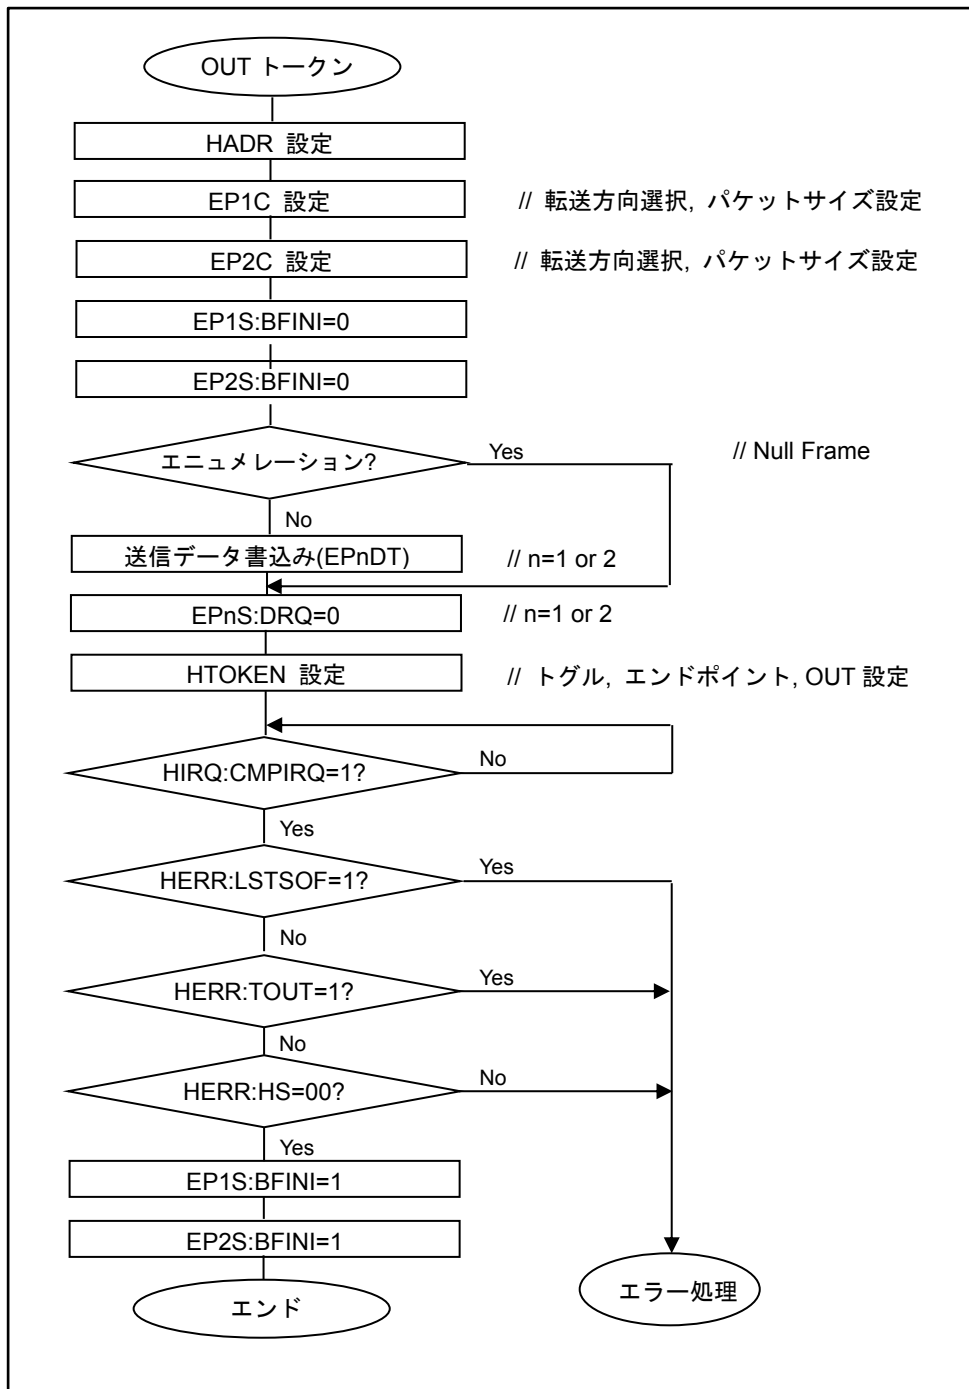 OUT トークン
HADR 設定
EP1C 設定
// 転送方向選択, パケットサイズ設定
EP2C 設定
// 転送方向選択, パケットサイズ設定
EP1S:BFINI=0
EP2S:BFINI=0
エニュメレーション?
Yes
// Null Frame
No
送信データ書込み(EPnDT)
// n=1 or 2
EPnS:DRQ=0
// n=1 or 2
HTOKEN 設定
// トグル, エンドポイント, OUT 設定
HIRQ:CMPIRQ=1?
No
Yes
HERR:LSTSOF=1?
Yes
No
HERR:TOUT=1?
Yes
No
HERR:HS=00?
No
Yes
EP1S:BFINI=1
EP2S:BFINI=1
エンド
エラー処理